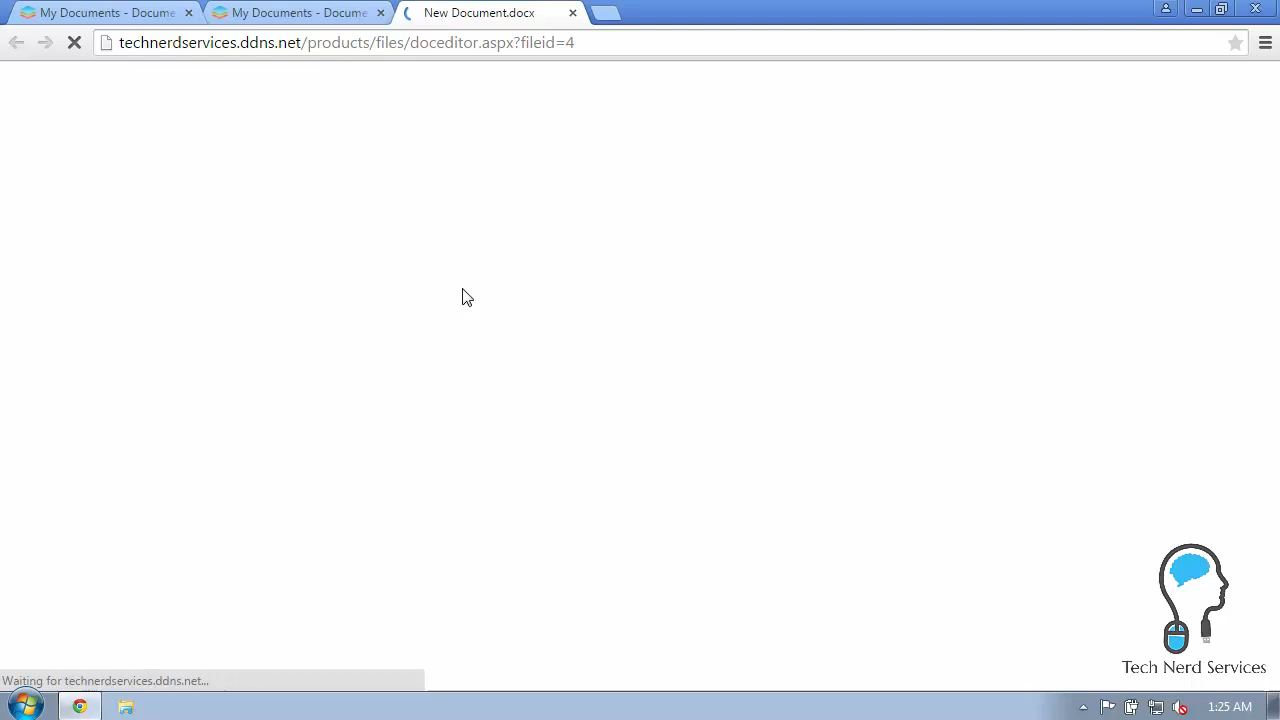 My Documents - Docume
My Documents - Docume
New Document.docx
technerdservices.ddns.net/products/files/doceditor.aspx?fileid=4
Tech Nerd Services
Waiting for technerdservices.ddns.net...
1:25 AM